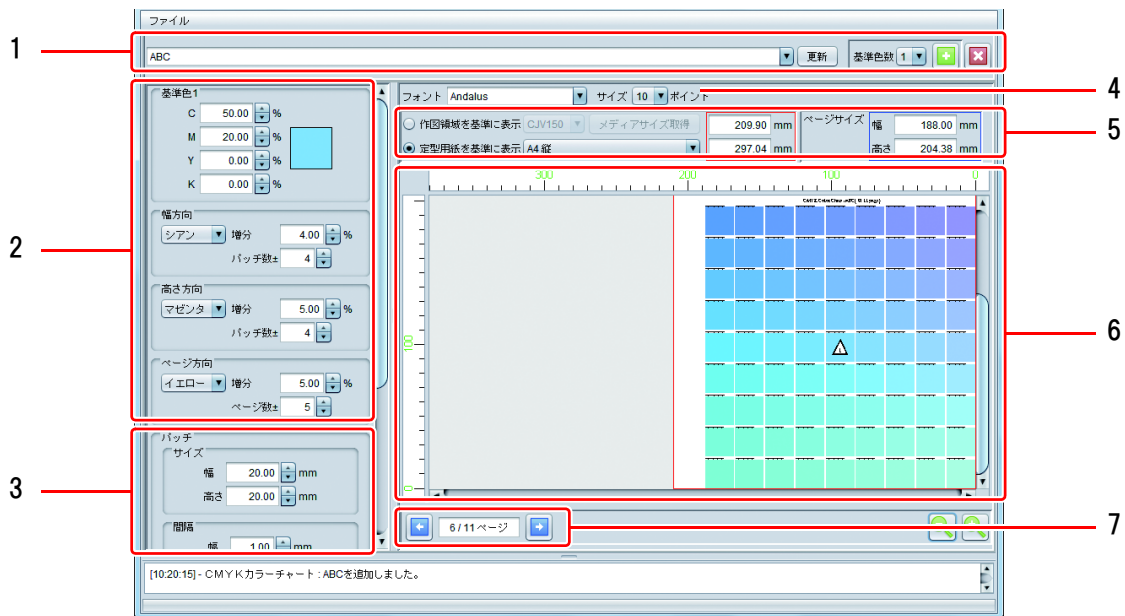 ファイル
1
ABC 更新 基準色数 1
2
基準色1
C 50.00 %
M 20.00 %
Y 0.00 %
K 0.00 %
幅方向
シアン 増分 4.00 %
パッチ数± 4
高さ方向
マゼンタ 増分 5.00 %
パッチ数± 4
ページ方向
イエロー 増分 5.00 %
ページ数± 5
3
パッチ
サイズ
幅 20.00 mm
高さ 20.00 mm
間隔
幅 1.00 mm
フォント Andalus サイズ 10 ポイント
4
作図領域を基準に表示 CJV150 メディアサイズ取得 209.90 mm ページサイズ 幅 188.00 mm
定型用紙を基準に表示 A4 縦 297.04 mm 高さ 204.38 mm
5
300 200 100 0
100
0
6
6 / 11 ページ
7
[10:20:15] - CMYKカラーチャート : ABCを追加しました。